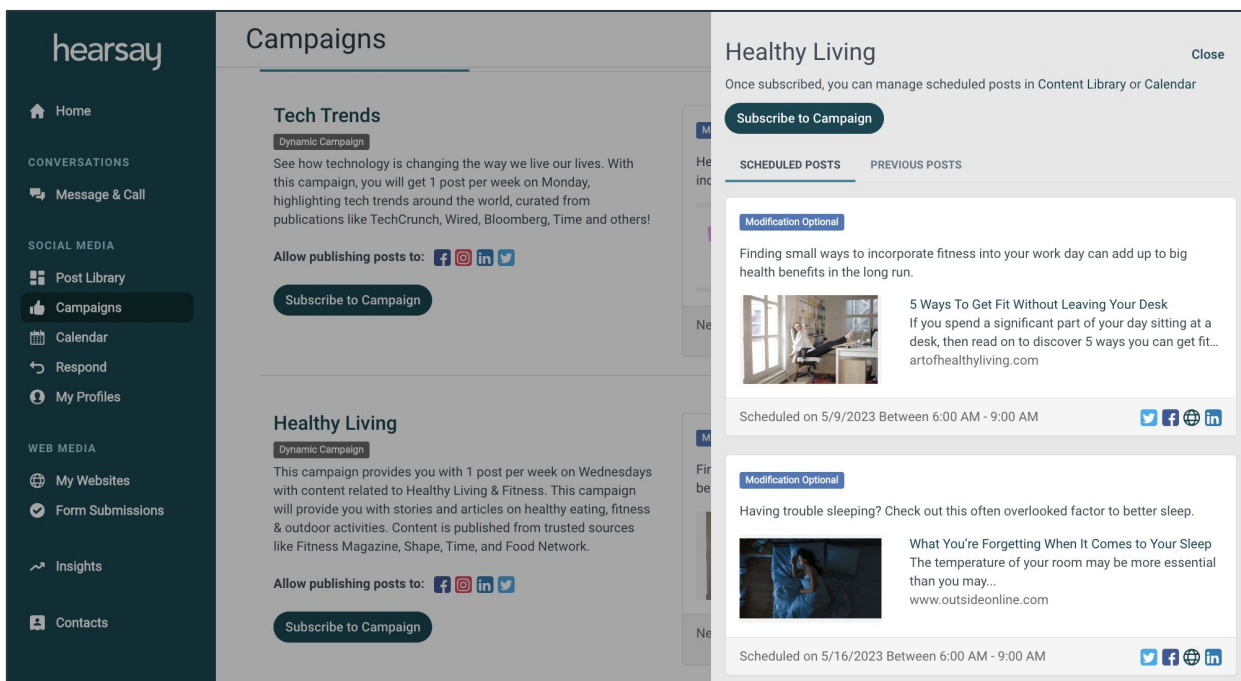 hearsay
Home
CONVERSATIONS
Message & Call
SOCIAL MEDIA
Post Library
Campaigns
Calendar
Respond
My Profiles
WEB MEDIA
My Websites
Form Submissions
Insights
Contacts
Campaigns
Tech Trends
Dynamic Campaign
See how technology is changing the way we live our lives. With
this campaign, you will get 1 post per week on Monday,
highlighting tech trends around the world, curated from
publications like TechCrunch, Wired, Bloomberg, Time and others!
Allow publishing posts to:
Subscribe to Campaign
Healthy Living
Dynamic Campaign
This campaign provides you with 1 post per week on Wednesdays
with content related to Healthy Living & Fitness. This campaign
will provide you with stories and articles on healthy eating, fitness
& outdoor activities. Content is published from trusted sources
like Fitness Magazine, Shape, Time, and Food Network.
Allow publishing posts to:
Subscribe to Campaign
Healthy Living
Close
Once subscribed, you can manage scheduled posts in Content Library or Calendar
Subscribe to Campaign
SCHEDULED POSTS PREVIOUS POSTS
Modification Optional
Finding small ways to incorporate fitness into your work day can add up to big
health benefits in the long run.
5 Ways To Get Fit Without Leaving Your Desk
If you spend a significant part of your day sitting at a
desk, then read on to discover 5 ways you can get fit...
artofhealthyliving.com
Scheduled on 5/9/2023 Between 6:00 AM - 9:00 AM
Modification Optional
Having trouble sleeping? Check out this often overlooked factor to better sleep.
What You're Forgetting When It Comes to Your Sleep
The temperature of your room may be more essential
than you may...
www.outsideonline.com
Scheduled on 5/16/2023 Between 6:00 AM - 9:00 AM